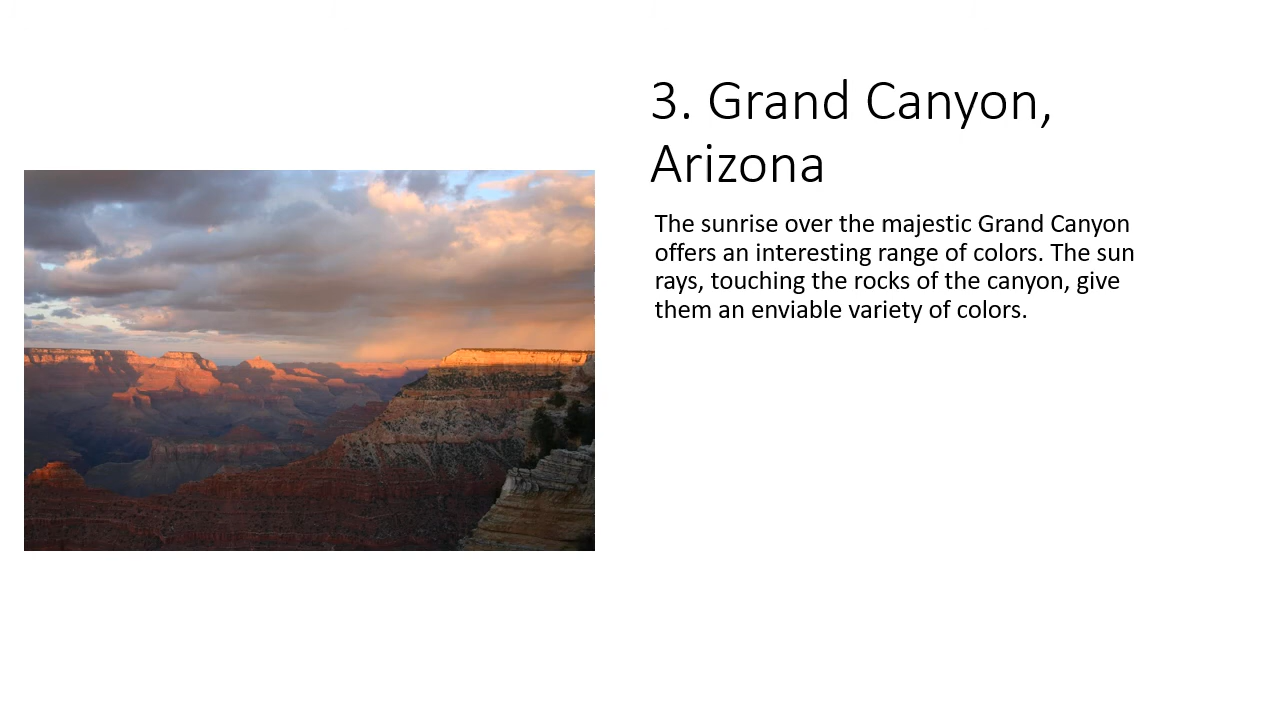 3. Grand Canyon,
Arizona
The sunrise over the majestic Grand Canyon
offers an interesting range of colors. The sun
rays, touching the rocks of the canyon, give
them an enviable variety of colors.